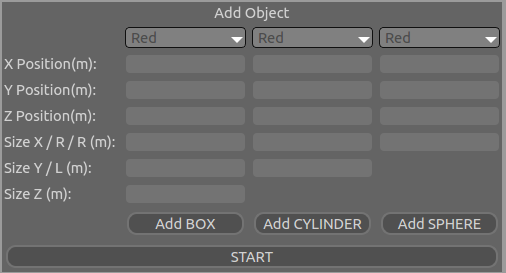 Add Object
Red Red Red
X Position(m):
Y Position(m):
Z Position(m):
Size X / R / R (m):
Size Y / L (m):
Size Z (m):
Add BOX Add CYLINDER Add SPHERE
START